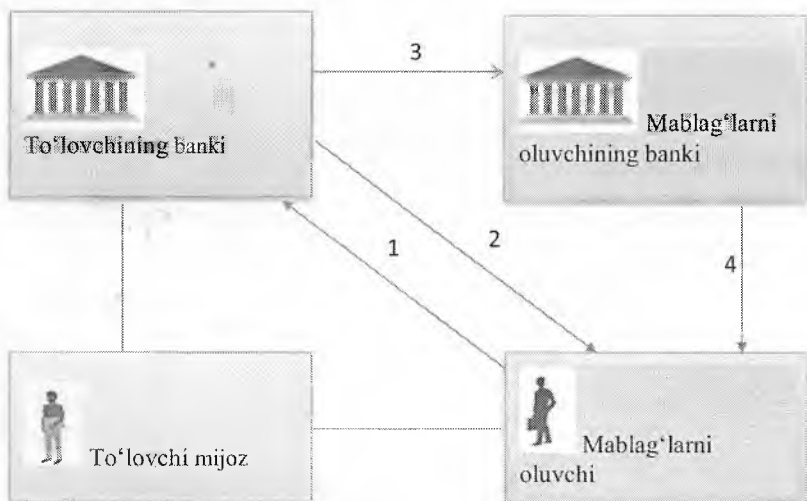 3
To‘lovchining banki
Mablag‘larni
oluvchining banki
1
2
4
To‘lovchi mijoz
Mablag‘larni
oluvchi